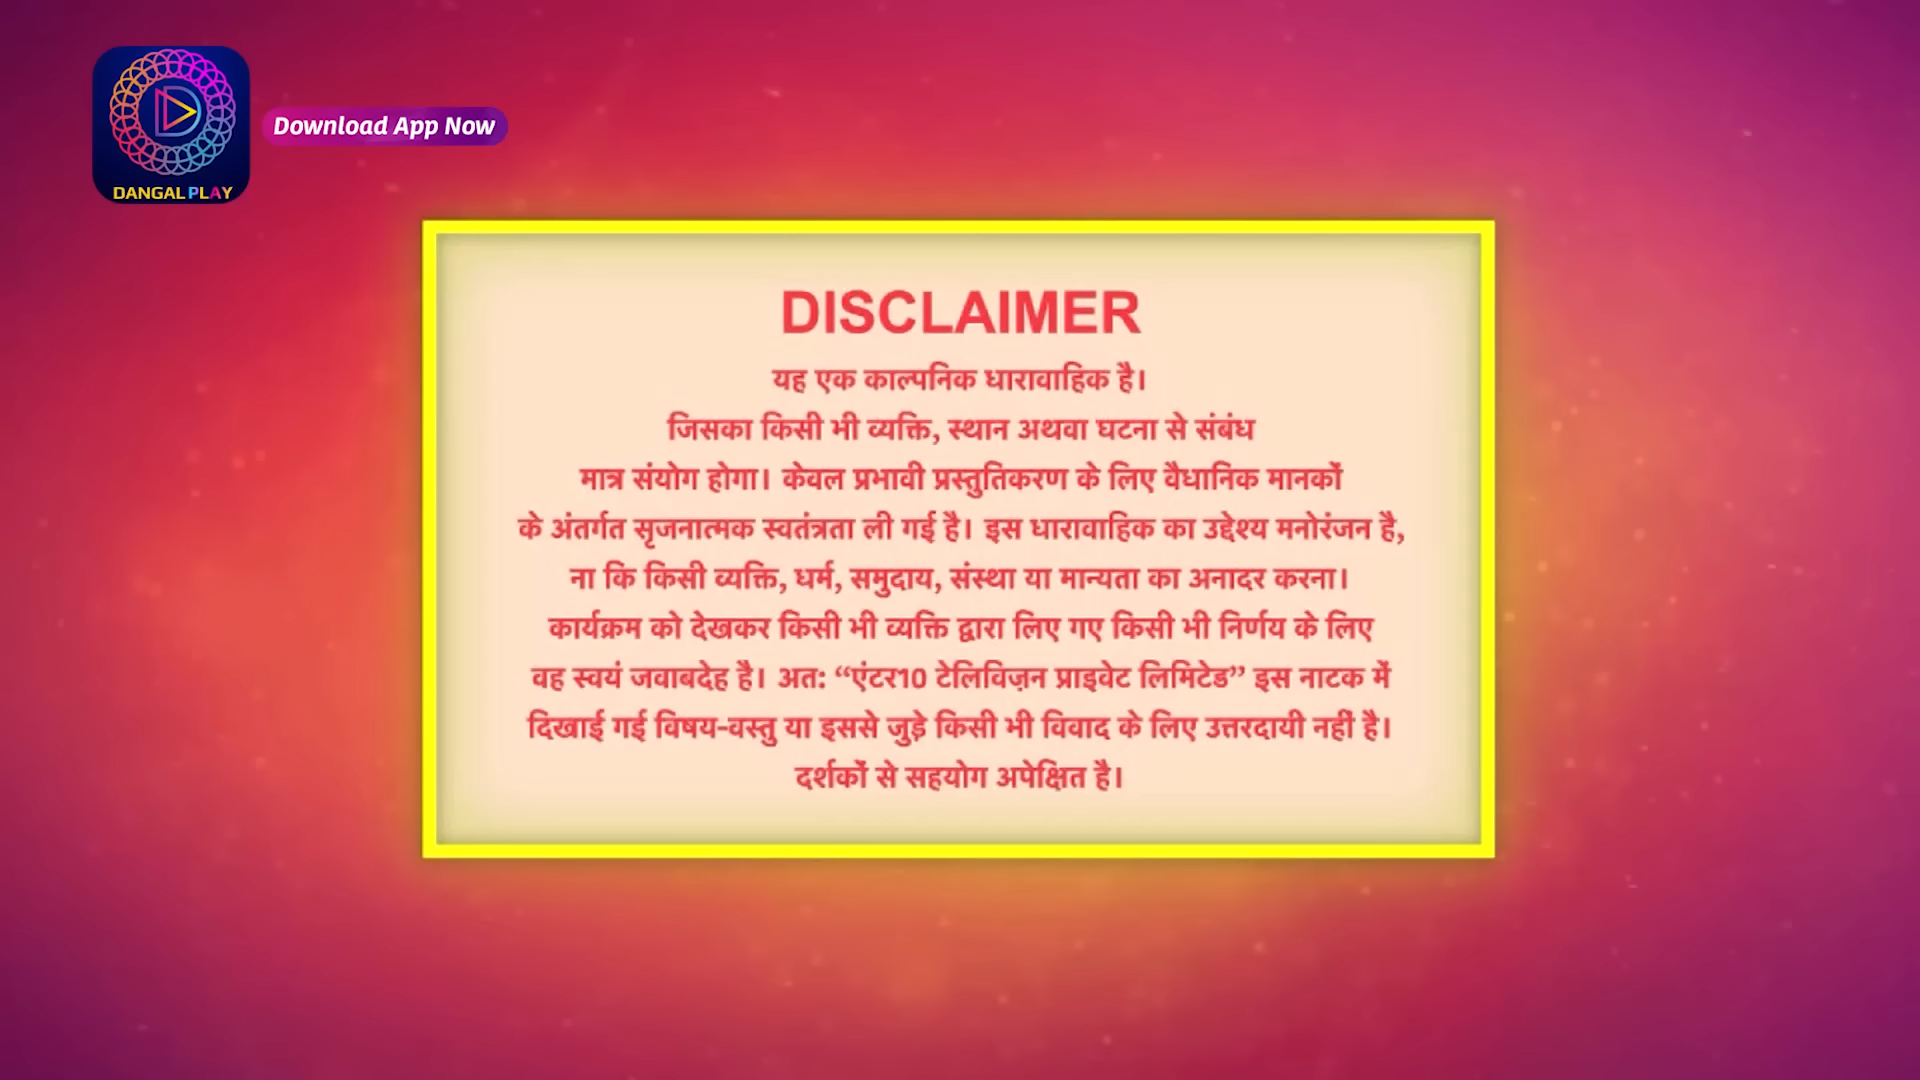 DANGAL PLAY
Download App Now
DISCLAIMER
यह एक काल्पनिक धारावाहिक है।
जिसका किसी भी व्यक्ति, स्थान अथवा घटना से संबंध
मात्र संयोग होगा। केवल प्रभावी प्रस्तुतिकरण के लिए वैधानिक मानकों
के अंतर्गत सृजनात्मक स्वतंत्रता ली गई है। इस धारावाहिक का उद्देश्य मनोरंजन है,
ना कि किसी व्यक्ति, धर्म, समुदाय, संस्था या मान्यता का अनादर करना।
कार्यक्रम को देखकर किसी भी व्यक्ति द्वारा लिए गए किसी भी निर्णय के लिए
वह स्वयं जवाबदेह है। अत: “एंटर10 टेलिविज़न प्राइवेट लिमिटेड” इस नाटक में
दिखाई गई विषय-वस्तु या इससे जुड़े किसी भी विवाद के लिए उत्तरदायी नहीं है।
दर्शकों से सहयोग अपेक्षित है।